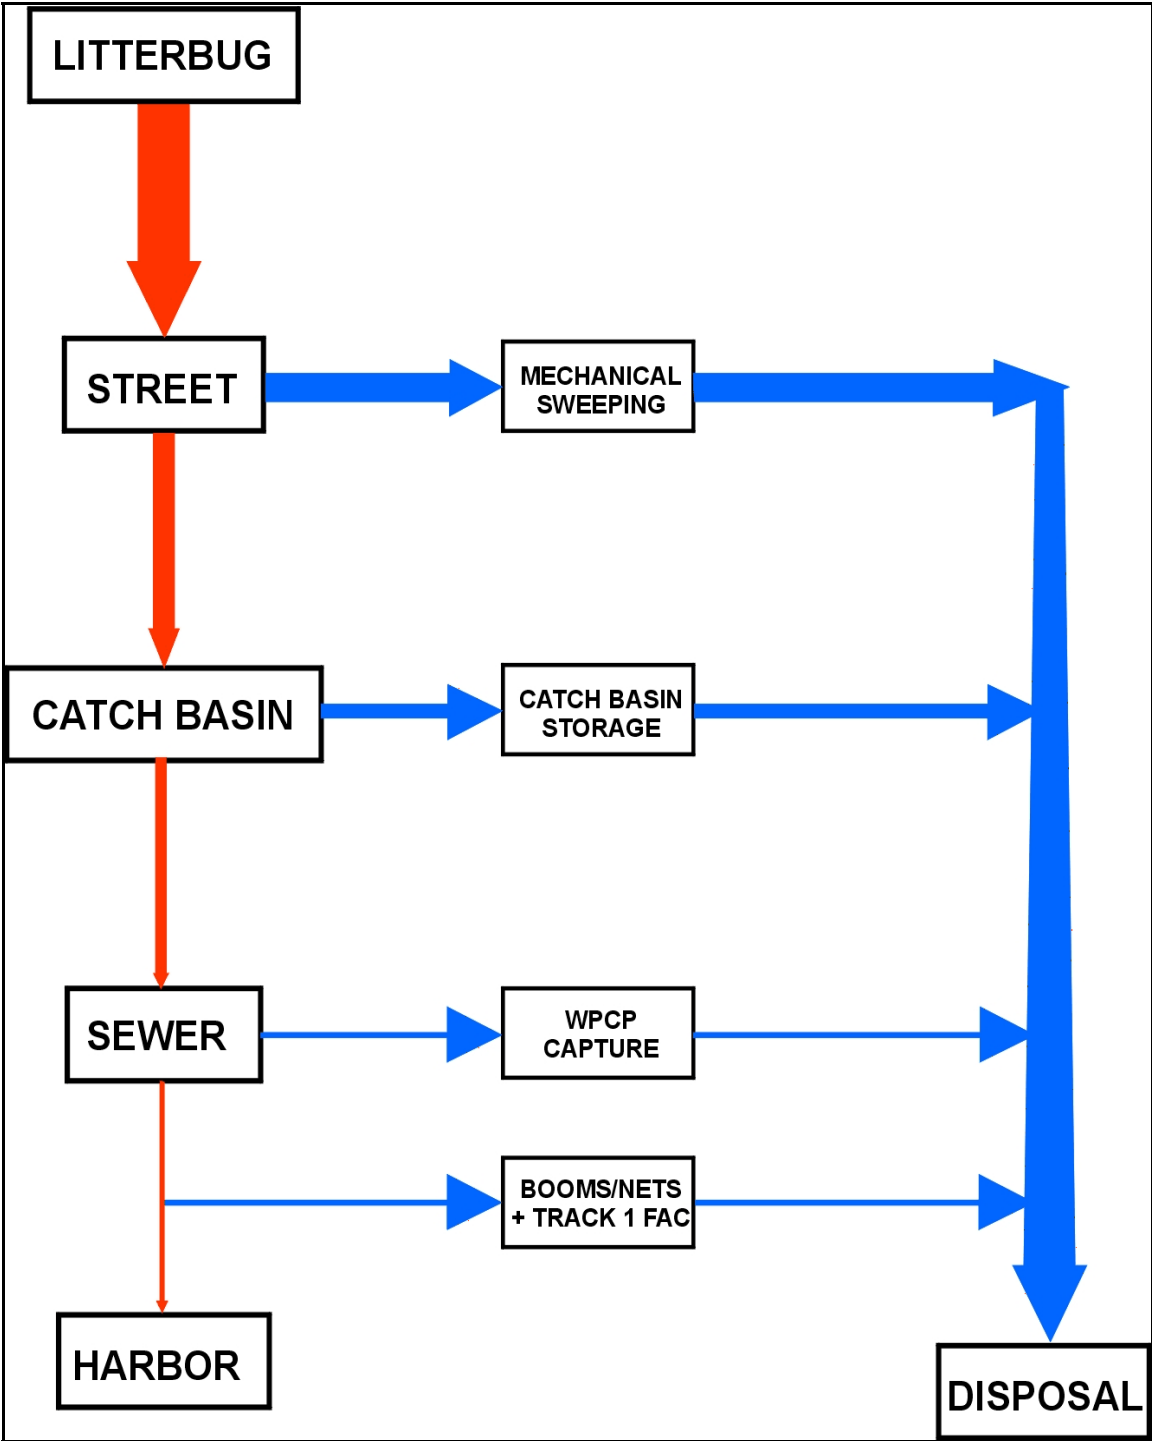 LITTERBUG
STREET
MECHANICAL
SWEEPING
CATCH BASIN
CATCH BASIN
STORAGE
SEWER
WPCP
CAPTURE
BOOMS/NETS
+ TRACK 1 FAC
HARBOR
DISPOSAL